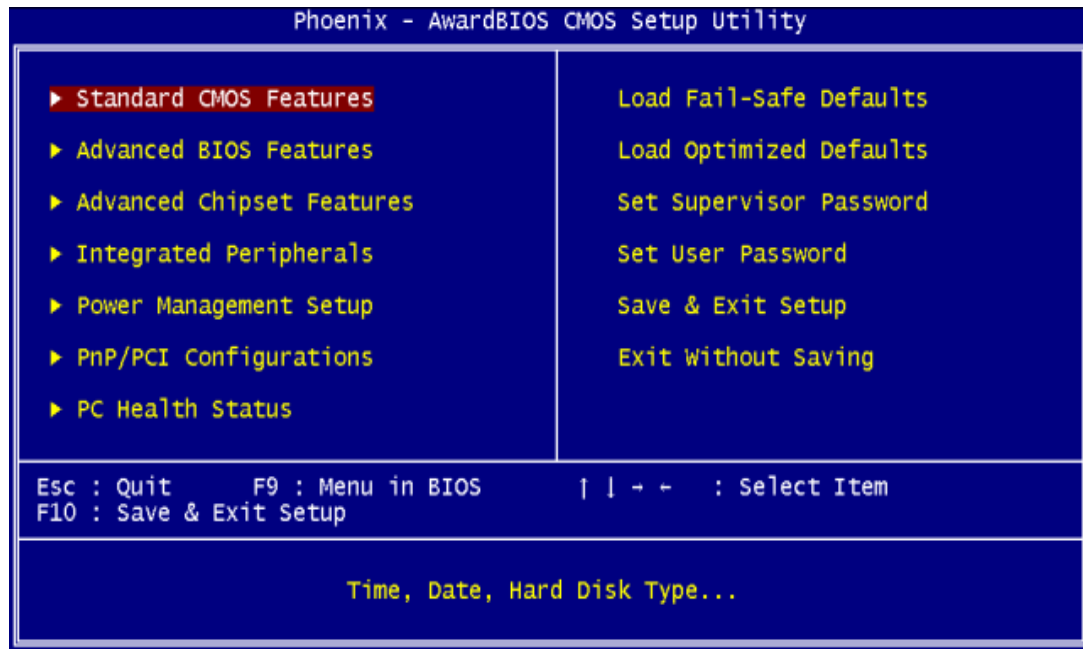 Phoenix - AwardBIOS CMOS Setup Utility
▶ Standard CMOS Features
▶ Advanced BIOS Features
▶ Advanced Chipset Features
▶ Integrated Peripherals
▶ Power Management Setup
▶ PnP/PCI Configurations
▶ PC Health Status
Load Fail-Safe Defaults
Load Optimized Defaults
Set Supervisor Password
Set User Password
Save & Exit Setup
Exit Without Saving
Esc : Quit F9 : Menu in BIOS ↑ ↓ → ← : Select Item
F10 : Save & Exit Setup
Time, Date, Hard Disk Type...